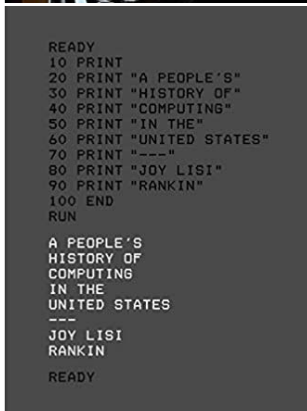 READY
10 PRINT
20 PRINT "A PEOPLE'S"
30 PRINT "HISTORY OF"
40 PRINT "COMPUTING"
50 PRINT "IN THE"
60 PRINT "UNITED STATES"
70 PRINT "---"
80 PRINT "JOY LISI"
90 PRINT "RANKIN"
100 END
RUN
A PEOPLE'S
HISTORY OF
COMPUTING
IN THE
UNITED STATES
---
JOY LISI
RANKIN
READY